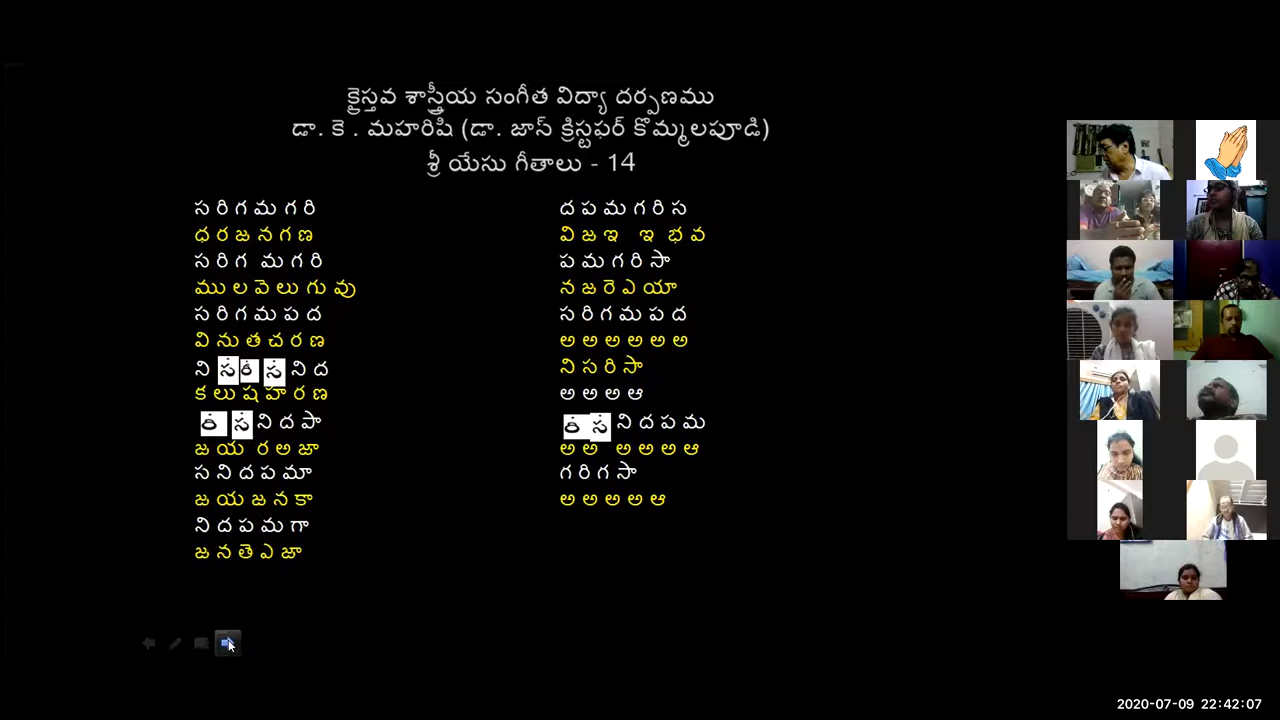 క్రైస్తవ శాస్త్రీయ సంగీత విద్యా దర్పణము
డా. కె . మహరిషి (డా. జాస్ క్రిస్టఫర్ కొమ్మలపూడి)
శ్రీ యేసు గీతాలు - 14
స రి గ మ గ రి
ధ ర జ న గ ణ
స రి గ మ గ రి
ము ల వె లు గు వు
స రి గ మ ప ద
వి ను త చ ర ణ
ని స రి స ని ద
క లు ష హ ర ణ
రి స ని ద పా
జ య ర అ జా
స ని ద ప మా
జ య జ న కా
ని ద ప మ గా
జ న తె ఎ జా
ద ప మ గ రి స
వి జ ఇ ఇ భ వ
ప మ గ రి సా
న జ రె ఎ యా
స రి గ మ ప ద
అ అ అ అ అ అ
ని స రి సా
అ అ అ ఆ
రి స ని ద ప మ
అ అ అ అ అ ఆ
గ రి గ సా
అ అ అ అ ఆ
2020-07-09 22:42:07